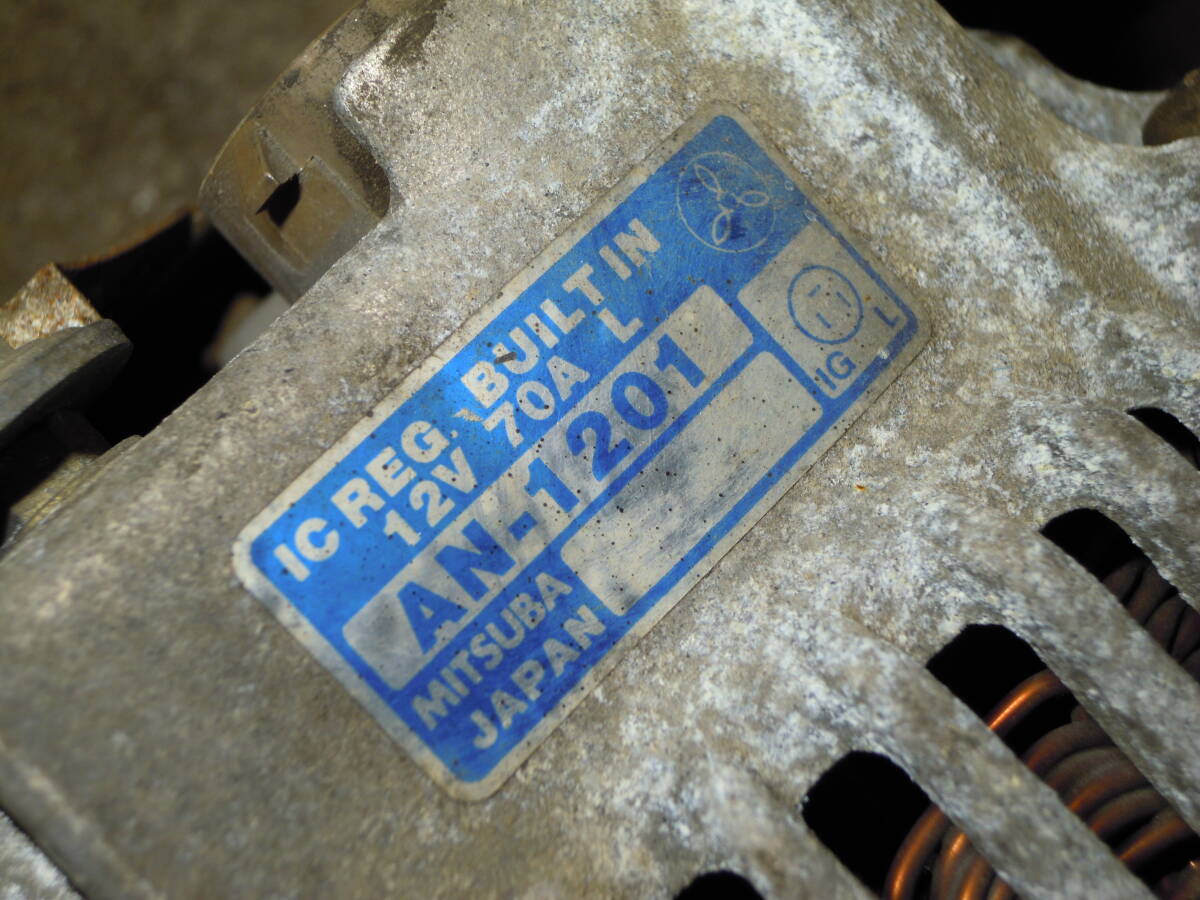 IC REG. BUILT IN
12V 70A L
AN-1201
MITSUBA
JAPAN
IG L